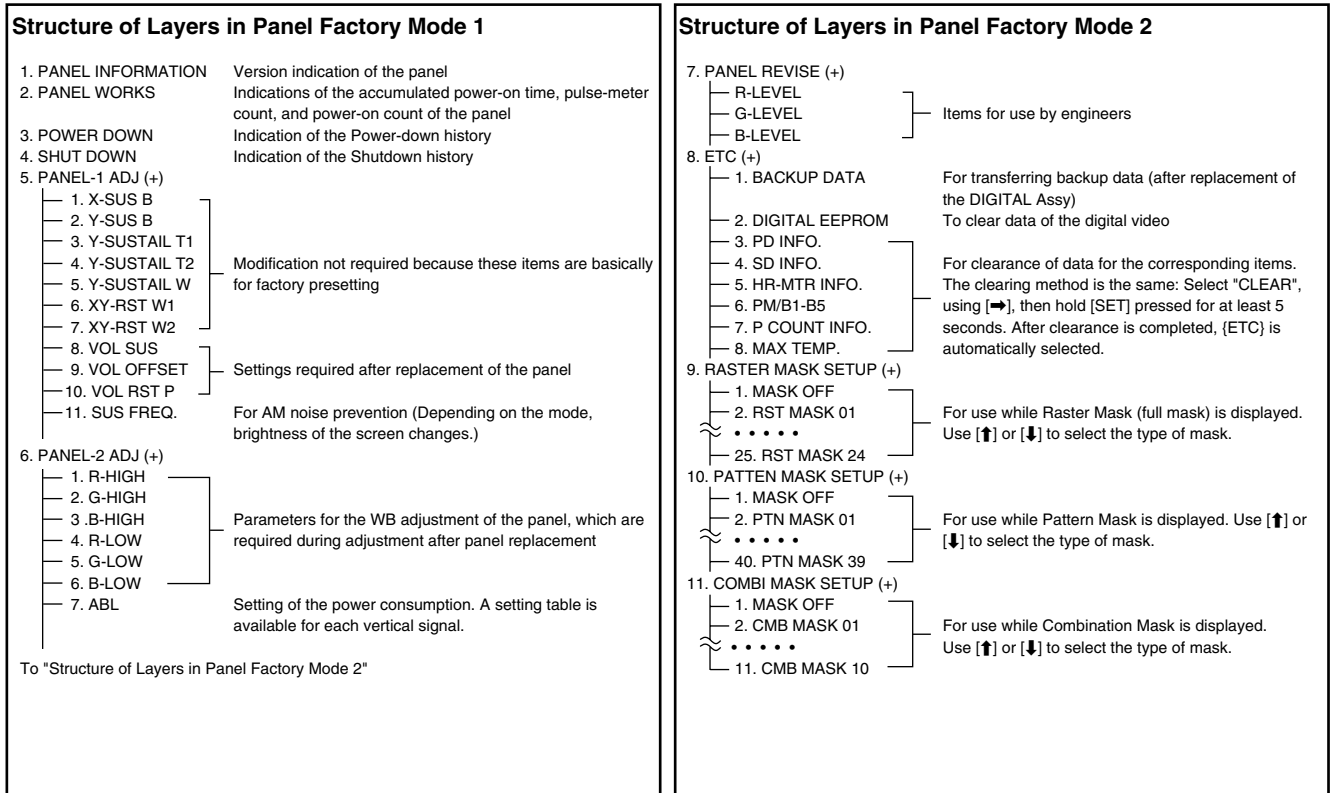 Structure of Layers in Panel Factory Mode 1
1. PANEL INFORMATION Version indication of the panel
2. PANEL WORKS Indications of the accumulated power-on time, pulse-meter
count, and power-on count of the panel
3. POWER DOWN Indication of the Power-down history
4. SHUT DOWN Indication of the Shutdown history
5. PANEL-1 ADJ (+)
1. X-SUS B
2. Y-SUS B
3. Y-SUSTAIL T1
4. Y-SUSTAIL T2 Modification not required because these items are basically
5. Y-SUSTAIL W for factory presetting
6. XY-RST W1
7. XY-RST W2
8. VOL SUS
9. VOL OFFSET Settings required after replacement of the panel
10. VOL RST P
11. SUS FREQ. For AM noise prevention (Depending on the mode,
brightness of the screen changes.)
6. PANEL-2 ADJ (+)
1. R-HIGH
2. G-HIGH
3 .B-HIGH Parameters for the WB adjustment of the panel, which are
4. R-LOW required during adjustment after panel replacement
5. G-LOW
6. B-LOW
7. ABL Setting of the power consumption. A setting table is
available for each vertical signal.
To "Structure of Layers in Panel Factory Mode 2"
Structure of Layers in Panel Factory Mode 2
7. PANEL REVISE (+)
R-LEVEL
G-LEVEL Items for use by engineers
B-LEVEL
8. ETC (+)
1. BACKUP DATA For transferring backup data (after replacement of
the DIGITAL Assy)
2. DIGITAL EEPROM To clear data of the digital video
3. PD INFO.
4. SD INFO. For clearance of data for the corresponding items.
5. HR-MTR INFO. The clearing method is the same: Select "CLEAR",
6. PM/B1-B5 using [➡], then hold [SET] pressed for at least 5
7. P COUNT INFO. seconds. After clearance is completed, {ETC} is
8. MAX TEMP. automatically selected.
9. RASTER MASK SETUP (+)
1. MASK OFF
2. RST MASK 01 For use while Raster Mask (full mask) is displayed.
• • • • • Use [⬆] or [⬇] to select the type of mask.
25. RST MASK 24
10. PATTEN MASK SETUP (+)
1. MASK OFF
2. PTN MASK 01 For use while Pattern Mask is displayed. Use [⬆] or
• • • • • [⬇] to select the type of mask.
40. PTN MASK 39
11. COMBI MASK SETUP (+)
1. MASK OFF
2. CMB MASK 01 For use while Combination Mask is displayed.
• • • • • Use [⬆] or [⬇] to select the type of mask.
11. CMB MASK 10